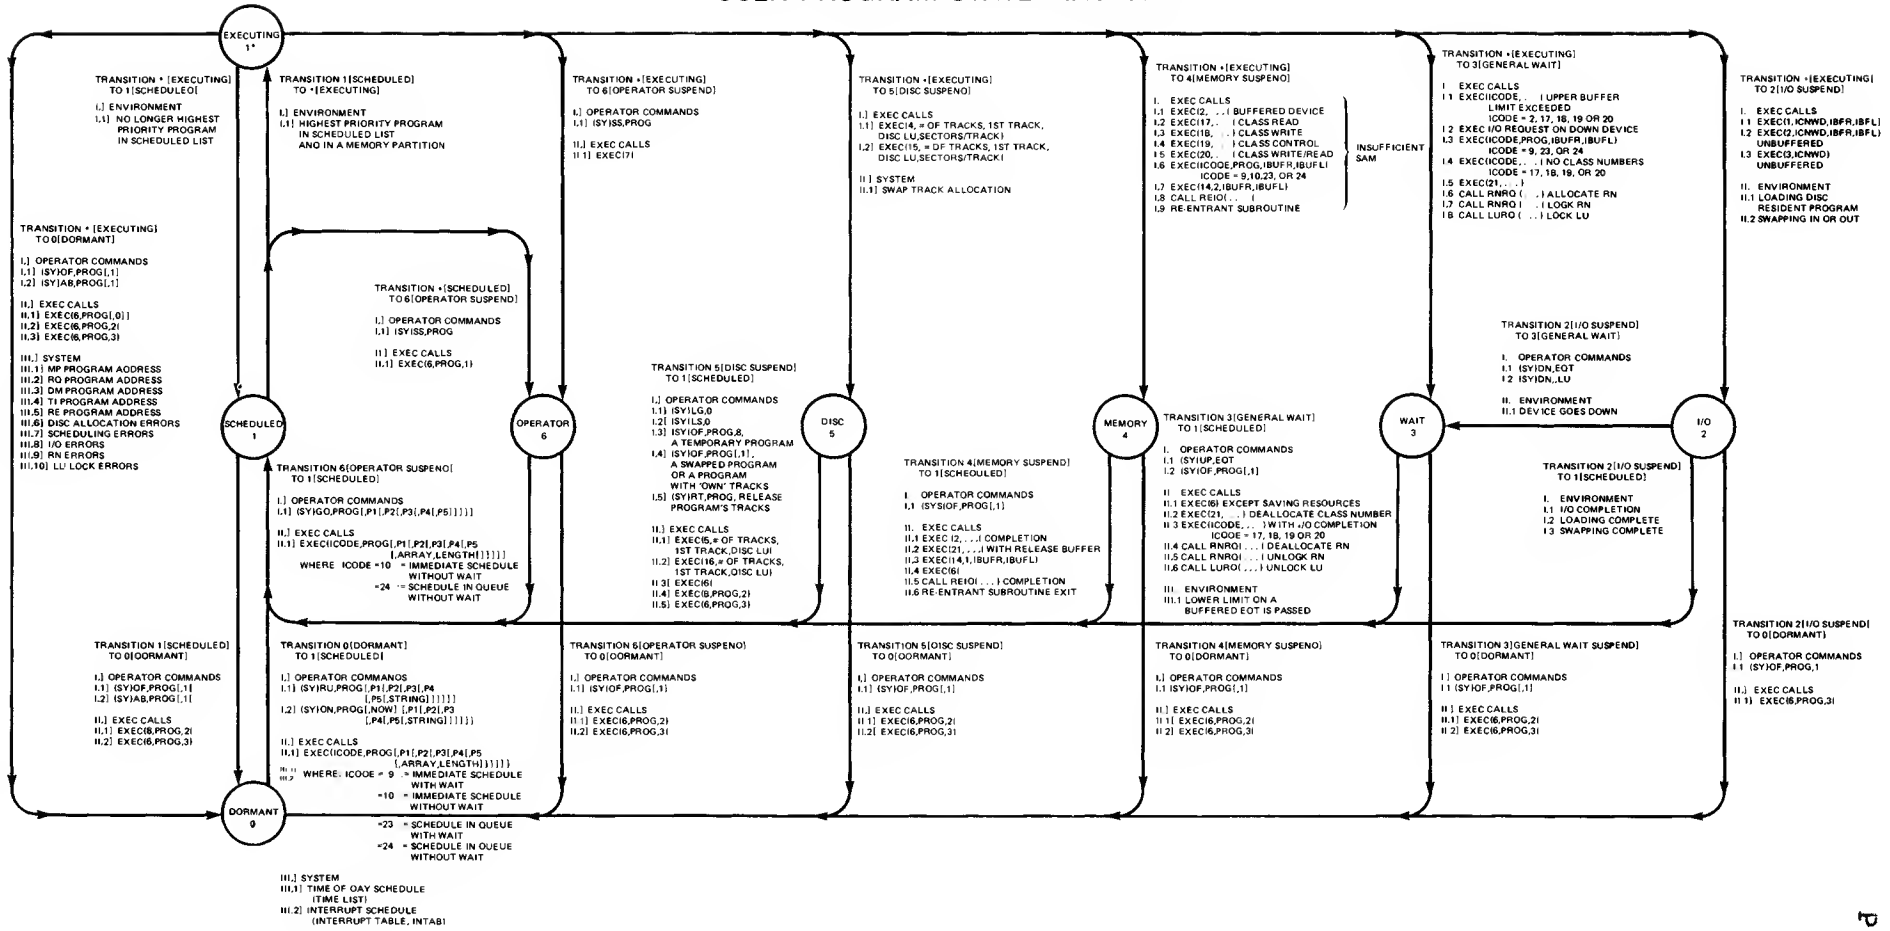 EXECUTING
1*
TRANSITION * [EXECUTING]
TO 1[SCHEDULEO]
I.] ENVIRONMENT
I.1] NO LONGER HIGHEST
PRIORITY PROGRAM
IN SCHEDULED LIST
TRANSITION 1[SCHEDULED]
TO *[EXECUTING]
I.] ENVIRONMENT
I.1] HIGHEST PRIORITY PROGRAM
IN SCHEDULED LIST
ANO IN A MEMORY PARTITION
TRANSITION *[EXECUTING]
TO 6[OPERATOR SUSPEND]
I.] OPERATOR COMMANDS
I.1] (SY)SS,PROG
II.] EXEC CALLS
II 1] EXEC(7)
TRANSITION *[EXECUTING]
TO 5[DISC SUSPENO]
I.] EXEC CALLS
I.1] EXEC(4, = OF TRACKS, 1ST TRACK,
DISC LU,SECTORS/TRACK)
I.2] EXEC(15, = DF TRACKS, 1ST TRACK,
DISC LU,SECTORS/TRACK)
II ] SYSTEM
II.1] SWAP TRACK ALLOCATION
TRANSITION *[EXECUTING]
TO 4[MEMORY SUSPENO]
I. EXEC CALLS
I.1 EXEC(2, . . .) BUFFERED DEVICE
I.2 EXEC(17, . . .) CLASS READ
I.3 EXEC(18, . . .) CLASS WRITE
I.4 EXEC(19, . . .) CLASS CONTROL
I 5 EXEC(20, . . .) CLASS WRITE/READ
I.6 EXEC(ICODE,PROG,IBUFR,IBUFL)
ICODE = 9,10.23, OR 24
I.7 EXEC(14,2,IBUFR,IBUFL)
I.8 CALL REIO(. . .)
I.9 RE-ENTRANT SUBROUTINE
INSUFFICIENT
SAM
TRANSITION *[EXECUTING]
TO 3[GENERAL WAIT]
I EXEC CALLS
I 1 EXEC(ICODE, . . .) UPPER BUFFER
LIMIT EXCEEDED
ICODE = 2, 17, 18, 19 OR 20
I 2 EXEC I/O REQUEST ON DOWN DEVICE
I.3 EXEC(ICODE,PROG,IBUFR,IBUFL)
ICODE = 9, 23, OR 24
I 4 EXEC(ICODE, . . .) NO CLASS NUMBERS
ICODE = 17, 18, 19, OR 20
I.5 EXEC(21, . . .)
I.6 CALL RNRQ ( . . .) ALLOCATE RN
I.7 CALL RNRQ ( . . .) LOGK RN
I 8 CALL LURQ ( . . .) LOCK LU
TRANSITION *[EXECUTING]
TO 2[I/O SUSPEND]
I. EXEC CALLS
I 1 EXEC(1,ICNWD,IBFR,IBFL)
I.2 EXEC(2,ICNWD,IBFR,IBFL)
UNBUFFERED
I.3 EXEC(3,ICNWD)
UNBUFFERED
II. ENVIRONMENT
II.1 LOADING DISC
RESIDENT PROGRAM
II.2 SWAPPING IN OR OUT
TRANSITION * [EXECUTING]
TO 0[DORMANT]
I.] OPERATOR COMMANDS
I.1] (SY)OF,PROG[,1]
I.2] (SY)AB,PROG[,1]
II.] EXEC CALLS
II.1] EXEC(6,PROG[,0])
II.2] EXEC(6,PROG,2)
II.3] EXEC(6,PROG,3)
III.] SYSTEM
III.1] MP PROGRAM AODRESS
III.2] RQ PROGRAM ADDRESS
III.3] DM PROGRAM ADDRESS
III.4] TI PROGRAM ADDRESS
III.5] RE PROGRAM ADDRESS
III.6] DISC ALLOCATION ERRORS
III.7] SCHEDULING ERRORS
III.8] I/O ERRORS
III.9] RN ERRORS
III.10] LU LOCK ERRORS
TRANSITION *[SCHEDULED]
TO 6[OPERATOR SUSPEND]
I.] OPERATOR COMMANDS
I.1] (SY)SS,PROG
II ] EXEC CALLS
II.1] EXEC(6,PROG,1)
SCHEDULED
1
OPERATOR
6
DISC
5
MEMORY
4
WAIT
3
I/O
2
TRANSITION 2[I/O SUSPEND]
TO 3[GENERAL WAIT]
I. OPERATOR COMMANDS
I.1 (SY)DN,EQT
I 2 (SY)DN,,LU
II. ENVIRONMENT
II.1 DEVICE GOES DOWN
TRANSITION 5[DISC SUSPEND]
TO 1[SCHEDULED]
I.] OPERATOR COMMANDS
I.1] (SY)LG,0
I.2] (SY)LS,0
I.3] (SY)OF,PROG,8,
A TEMPORARY PROGRAM
I.4] (SY)OF,PROG[,1],
A SWAPPED PROGRAM
OR A PROGRAM
WITH 'OWN' TRACKS
I.5] (SY)RT,PROG, RELEASE
PROGRAM'S TRACKS
II.] EXEC CALLS
II.1] EXEC(5,= OF TRACKS,
1ST TRACK,DISC LU)
II.2] EXEC(16,= OF TRACKS,
1ST TRACK,OISC LU)
II 3] EXEC(6)
II.4] EXEC(8,PROG,2)
II.5] EXEC(6,PROG,3)
TRANSITION 6[OPERATOR SUSPENO]
TO 1[SCHEDULED]
I.] OPERATOR COMMANDS
I.1] (SY)GO,PROG[,P1[,P2[,P3[,P4[,P5]]]]]
II.] EXEC CALLS
II.1] EXEC(ICODE,PROG[,P1[,P2[,P3[,P4[,P5
[,ARRAY,LENGTH]]]]]]
WHERE ICODE =10 = IMMEDIATE SCHEDULE
WITHOUT WAIT
=24 = SCHEDULE IN QUEUE
WITHOUT WAIT
TRANSITION 4[MEMORY SUSPEND]
TO 1[SCHEOULED]
I. OPERATOR COMMANDS
I.1 (SYS)OF,PROG[,1]
II. EXEC CALLS
II.1 EXEC (2, . . .) COMPLETION
II.2 EXEC(21, . . .) WITH RELEASE BUFFER
II.3 EXEC(14,1,IBUFR,IBUFL)
II.4 EXEC(6)
II.5 CALL REIO( . . . ) COMPLETION
II.6 RE-ENTRANT SUBROUTINE EXIT
TRANSITION 3[GENERAL WAIT]
TO 1[SCHEDULED]
I. OPERATOR COMMANDS
I.1 (SY)UP,EQT
I.2 (SY)OF,PROG[,1]
II EXEC CALLS
II.1 EXEC(6) EXCEPT SAVING RESOURCES
II.2 EXEC(21, . . .) DEALLOCATE CLASS NUMBER
II 3 EXEC(ICODE, . . . ) WITH I/O COMPLETION
ICODE = 17, 18, 19 OR 20
II.4 CALL RNRQ( . . . ) DEALLOCATE RN
II.5 CALL RNRQ( . . . ) UNLOGK RN
II.6 CALL LURQ( . . . ) UNLOCK LU
III. ENVIRONMENT
III.1 LOWER LIMIT ON A
BUFFERED EQT IS PASSED
TRANSITION 2[I/O SUSPEND]
TO 1[SCHEDULED]
I. ENVIRONMENT
I.1 I/O COMPLETION
I.2 LOADING COMPLETE
I 3 SWAPPING COMPLETE
TRANSITION 1[SCHEDULED]
TO 0[DORMANT]
I.] OPERATOR COMMANDS
I.1] (SY)OF,PROG[,1]
I.2] (SY)AB,PROG[,1]
II.] EXEC CALLS
II.1] EXEC(6,PROG,2)
II.2] EXEC(6,PROG,3)
TRANSITION 0[DORMANT]
TO 1[SCHEDULED]
I.] OPERATOR COMMANOS
I.1] (SY)RU,PROG[,P1[,P2[,P3[,P4
[,P5[,STRING]]]]]]
I.2] (SY)ON,PROG[,NOW] [,P1[,P2[,P3
[,P4[,P5[,STRING]]]]]]
II.] EXEC CALLS
II.1] EXEC(ICODE,PROG[,P1[,P2[,P3[,P4[,P5
[,ARRAY,LENGTH]]]]]]
WHERE: ICODE = 9 = IMMEDIATE SCHEDULE
WITH WAIT
=10 = IMMEDIATE SCHEDULE
WITHOUT WAIT
=23 = SCHEDULE IN QUEUE
WITH WAIT
=24 = SCHEDULE IN QUEUE
WITHOUT WAIT
III.] SYSTEM
III.1] TIME OF OAY SCHEDULE
(TIME LIST)
III.2] INTERRUPT SCHEDULE
(INTERRUPT TABLE, INTAB)
TRANSITION 6[OPERATOR SUSPENO]
TO 0[OORMANT]
I.] OPERATOR COMMANDS
I.1] (SY)OF,PROG[,1]
II.] EXEC CALLS
II 1] EXEC(6,PROG,2)
II.2] EXEC(6,PROG,3)
TRANSITION 5[OISC SUSPEND]
TO 0[OORMANT]
I.] OPERATOR COMMANDS
I.1] (SY)OF,PROG[,1]
II.] EXEC CALLS
II 1] EXEC(6,PROG,2)
II.2] EXEC(6,PROG,3)
TRANSITION 4[MEMORY SUSPENO]
TO 0[DORMANT]
I.] OPERATOR COMMANDS
I.1 (SY)OF,PROG[,1]
II.] EXEC CALLS
II 1] EXEC(6,PROG,2)
II 2] EXEC(6,PROG,3)
TRANSITION 3[GENERAL WAIT SUSPEND]
TO 0[DORMANT]
I ] OPERATOR COMMANDS
I 1 (SY)OF,PROG[,1]
II ] EXEC CALLS
II.1] EXEC(6,PROG,2)
II 2] EXEC(6,PROG,3)
TRANSITION 2[I/O SUSPEND]
TO 0[DORMANT]
I.] OPERATOR COMMANDS
I.1 (SY)OF,PROG,1
II.] EXEC CALLS
II 1] EXEC(6,PROG,3)
DORMANT
0